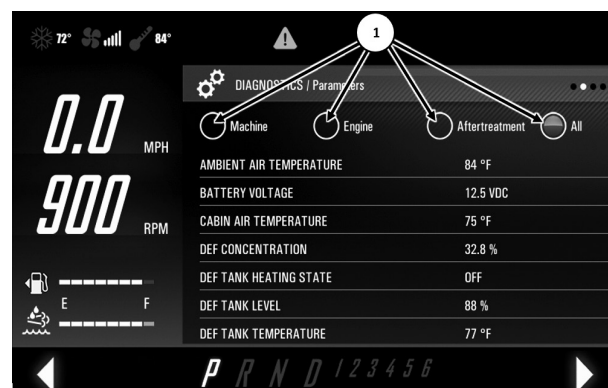 72° 84°
1
DIAGNOSTICS / Parameters
Machine Engine Aftertreatment All
0.0 MPH
900 RPM
AMBIENT AIR TEMPERATURE 84 °F
BATTERY VOLTAGE 12.5 VDC
CABIN AIR TEMPERATURE 75 °F
DEF CONCENTRATION 32.8 %
DEF TANK HEATING STATE OFF
DEF TANK LEVEL 88 %
DEF TANK TEMPERATURE 77 °F
E F
P R N D 1 2 3 4 5 6